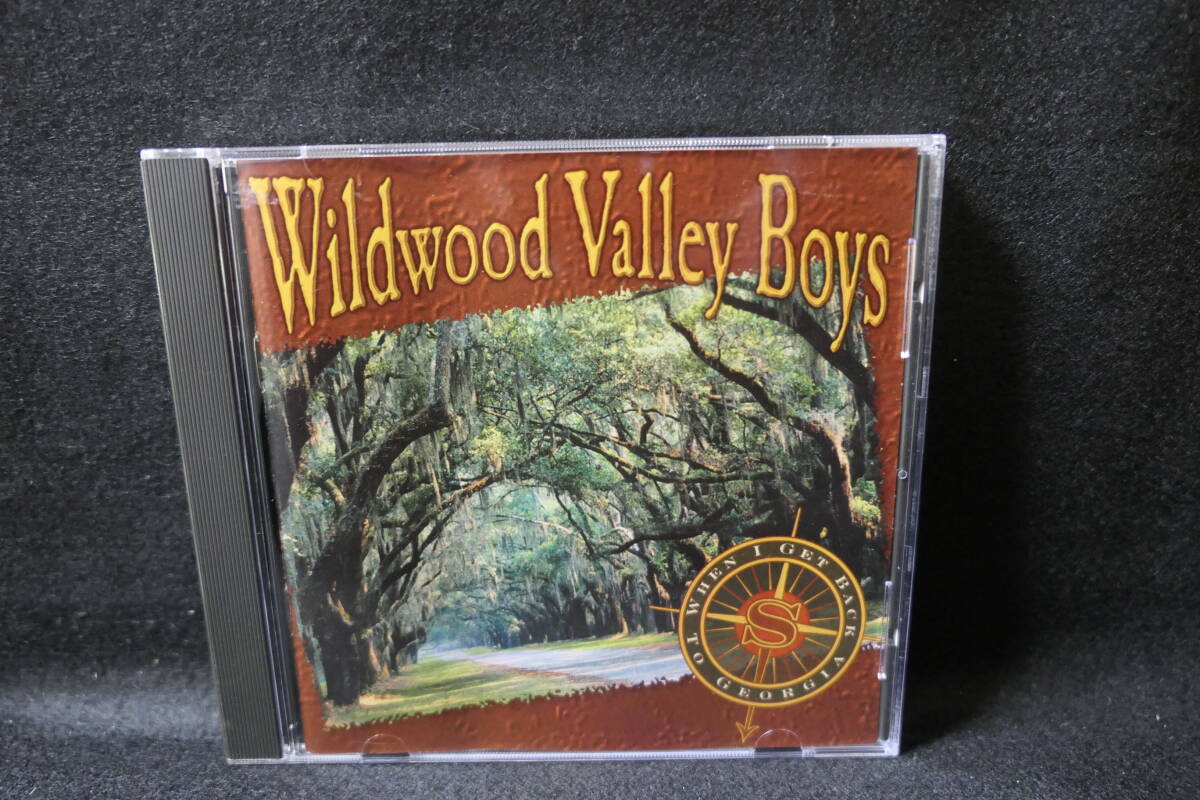 Wildwood Valley Boys
WHEN I GET BACK
TO GEORGIA
S